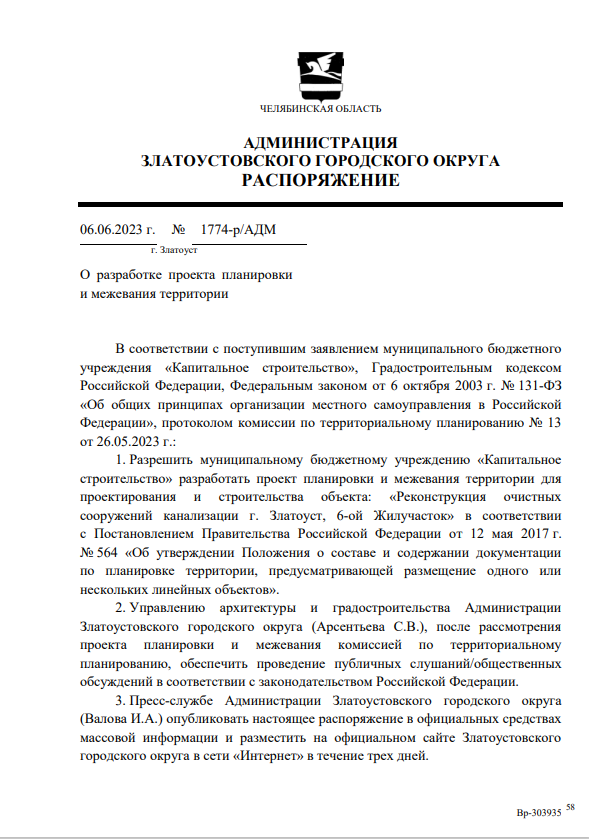 ЧЕЛЯБИНСКАЯ ОБЛАСТЬ
АДМИНИСТРАЦИЯ
ЗЛАТОУСТОВСКОГО ГОРОДСКОГО ОКРУГА
РАСПОРЯЖЕНИЕ
06.06.2023 г. № 1774-р/АДМ
г. Златоуст
О разработке проекта планировки
и межевания территории
В соответствии с поступившим заявлением муниципального бюджетного
учреждения «Капитальное строительство», Градостроительным кодексом
Российской Федерации, Федеральным законом от 6 октября 2003 г. № 131-ФЗ
«Об общих принципах организации местного самоуправления в Российской
Федерации», протоколом комиссии по территориальному планированию № 13
от 26.05.2023 г.:
1. Разрешить муниципальному бюджетному учреждению «Капитальное
строительство» разработать проект планировки и межевания территории для
проектирования и строительства объекта: «Реконструкция очистных
сооружений канализации г. Златоуст, 6-ой Жилучасток» в соответствии
с Постановлением Правительства Российской Федерации от 12 мая 2017 г.
№ 564 «Об утверждении Положения о составе и содержании документации
по планировке территории, предусматривающей размещение одного или
нескольких линейных объектов».
2. Управлению архитектуры и градостроительства Администрации
Златоустовского городского округа (Арсентьева С.В.), после рассмотрения
проекта планировки и межевания комиссией по территориальному
планированию, обеспечить проведение публичных слушаний/общественных
обсуждений в соответствии с законодательством Российской Федерации.
3. Пресс-службе Администрации Златоустовского городского округа
(Валова И.А.) опубликовать настоящее распоряжение в официальных средствах
массовой информации и разместить на официальном сайте Златоустовского
городского округа в сети «Интернет» в течение трех дней.
Вр-303935 58